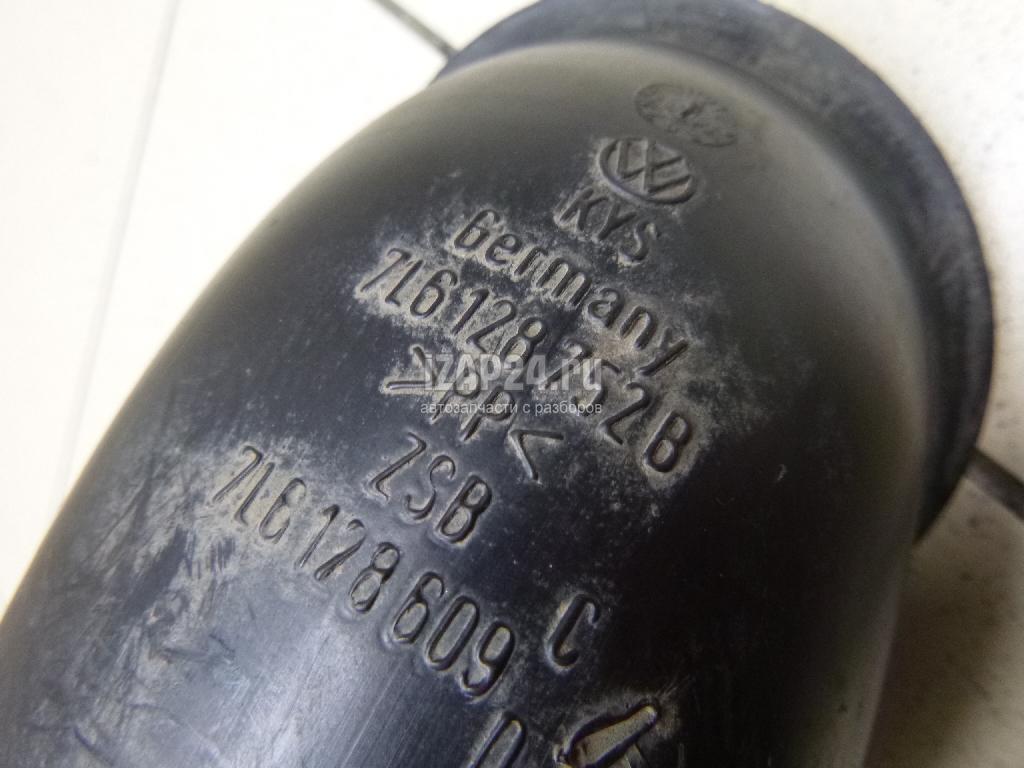 KYS
Germany
7L6 128 752 B
>PP<
ZSB
7L6 128 609 C
iZAP24.ru
автозапчасти с разборов